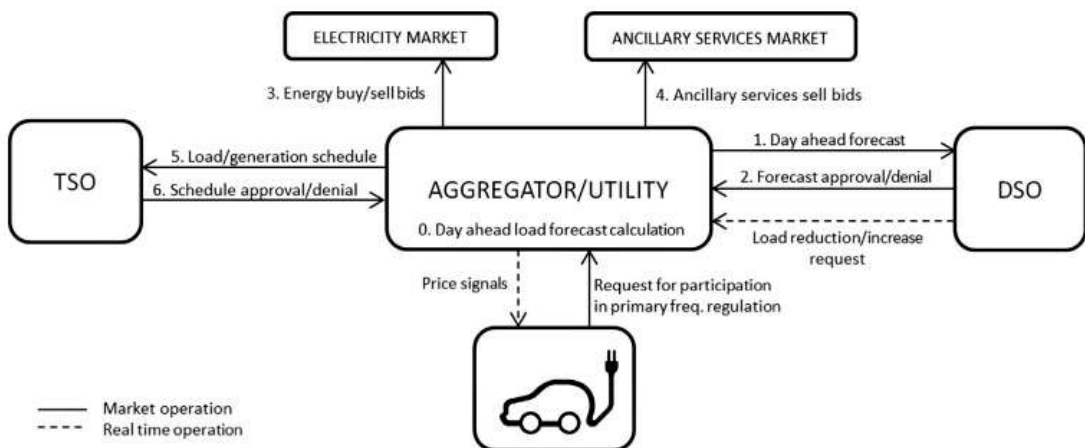 ELECTRICITY MARKET
ANCILLARY SERVICES MARKET
3. Energy buy/sell bids
4. Ancillary services sell bids
TSO
5. Load/generation schedule
6. Schedule approval/denial
AGGREGATOR/UTILITY
0. Day ahead load forecast calculation
1. Day ahead forecast
2. Forecast approval/denial
DSO
Load reduction/increase
request
Price signals
Request for participation
in primary freq. regulation
Market operation
Real time operation